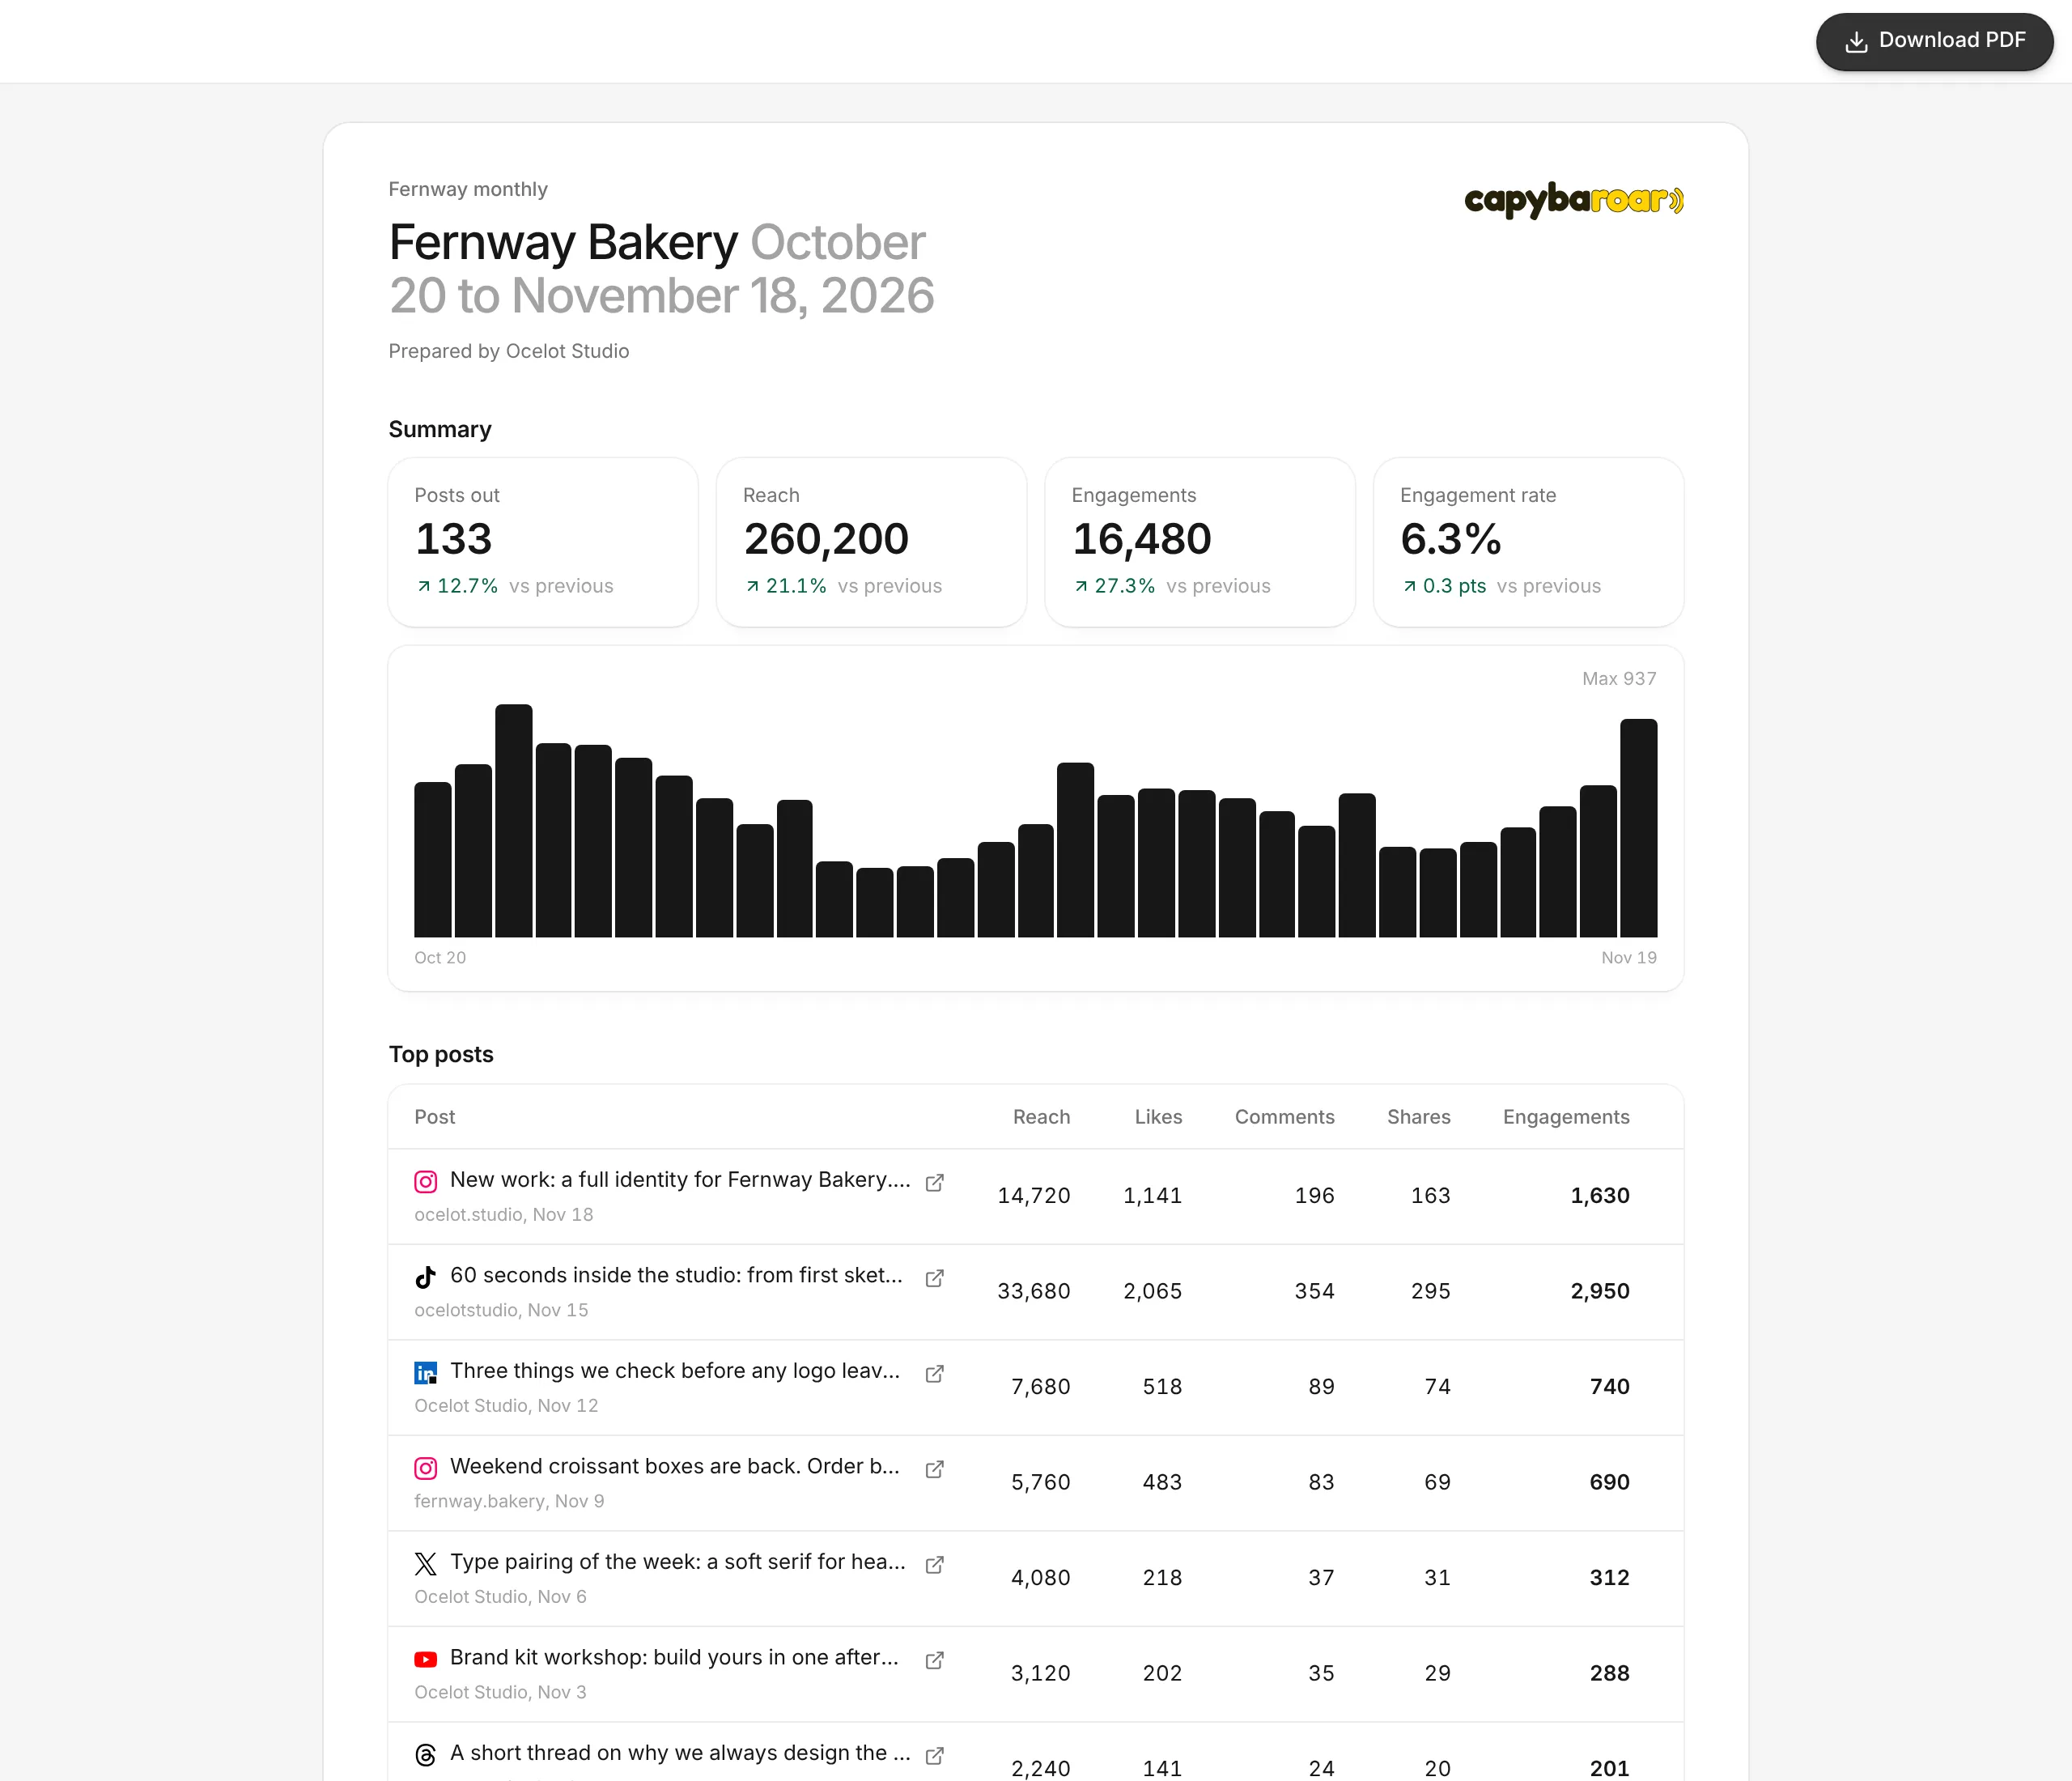 Download PDF
Fernway monthly
capybaroar
Fernway Bakery October
20 to November 18, 2026
Prepared by Ocelot Studio
Summary
Posts out Reach Engagements Engagement rate
133 260,200 16,480 6.3%
12.7% vs previous 21.1% vs previous 27.3% vs previous 0.3 pts vs previous
Max 937
Oct 20 Nov 19
Top posts
Post Reach Likes Comments Shares Engagements
New work: a full identity for Fernway Bakery.... 14,720 1,141 196 163 1,630
ocelot.studio, Nov 18
60 seconds inside the studio: from first sket... 33,680 2,065 354 295 2,950
ocelotstudio, Nov 15
in Three things we check before any logo leav... 7,680 518 89 74 740
Ocelot Studio, Nov 12
Weekend croissant boxes are back. Order b... 5,760 483 83 69 690
fernway.bakery, Nov 9
Type pairing of the week: a soft serif for hea... 4,080 218 37 31 312
Ocelot Studio, Nov 6
Brand kit workshop: build yours in one after... 3,120 202 35 29 288
Ocelot Studio, Nov 3
A short thread on why we always design the ... 2,240 141 24 20 201